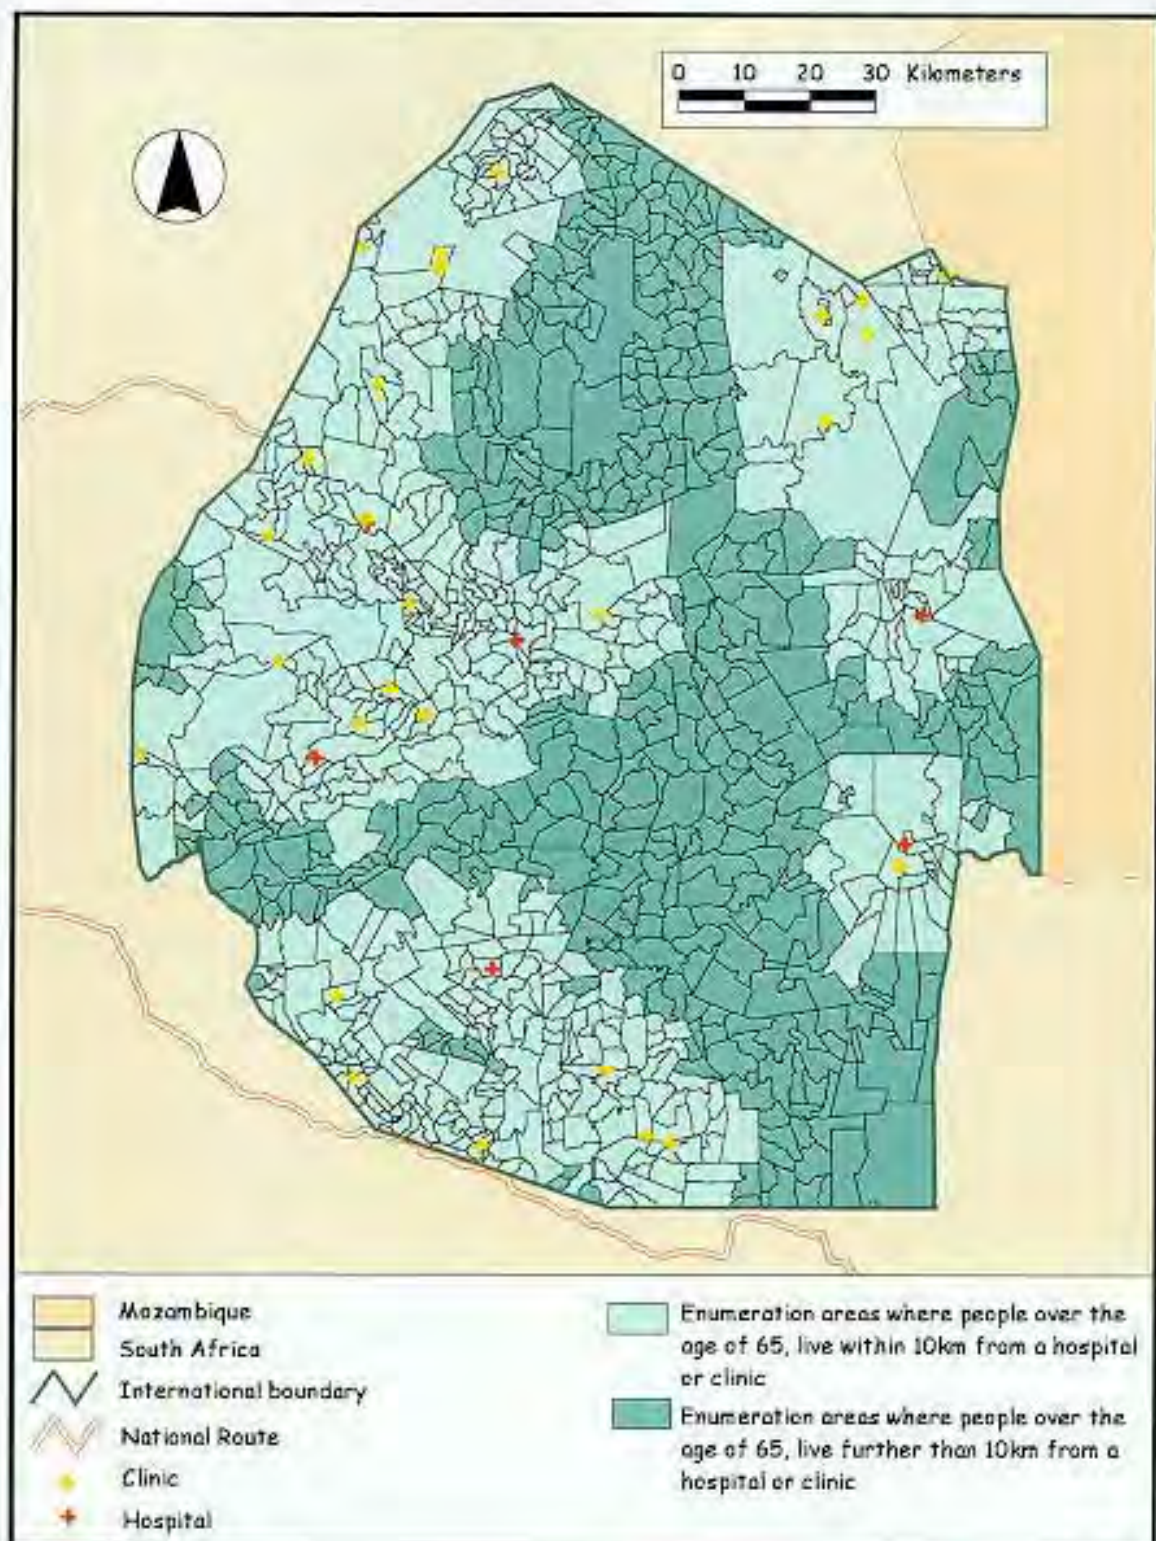 0 10 20 30 Kilometers
Mozambique
South Africa
International boundary
National Route
Clinic
Hospital
Enumeration areas where people over the
age of 65, live within 10km from a hospital
or clinic
Enumeration areas where people over the
age of 65, live further than 10km from a
hospital or clinic